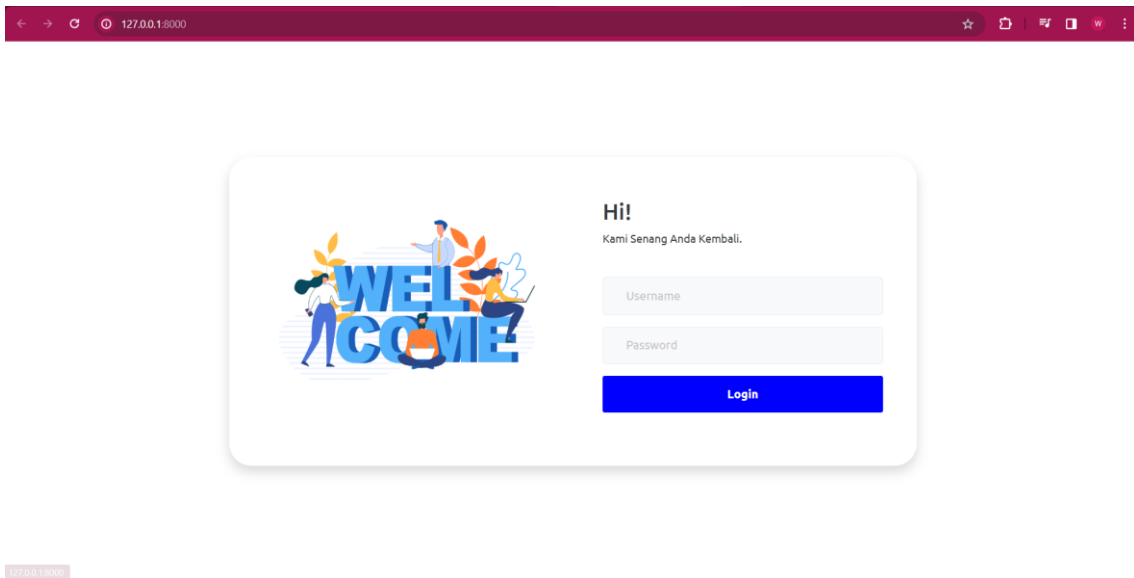 127.0.0.1:8000
W
WEL
COME
Hi!
Kami Senang Anda Kembali.
Username
Password
Login
127.0.0.1:8000